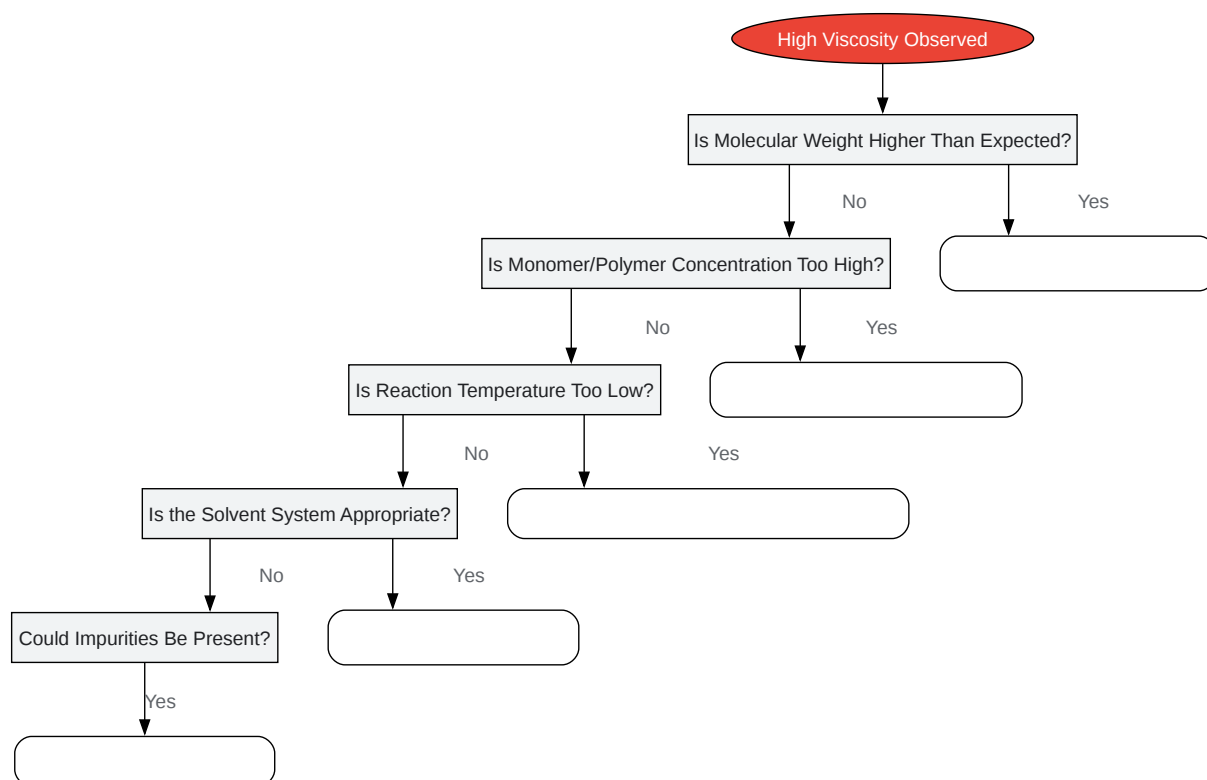 High Viscosity Observed
Is Molecular Weight Higher Than Expected?
No
Yes
Is Monomer/Polymer Concentration Too High?
No
Yes
Is Reaction Temperature Too Low?
No
Yes
Is the Solvent System Appropriate?
No
Yes
Could Impurities Be Present?
Yes